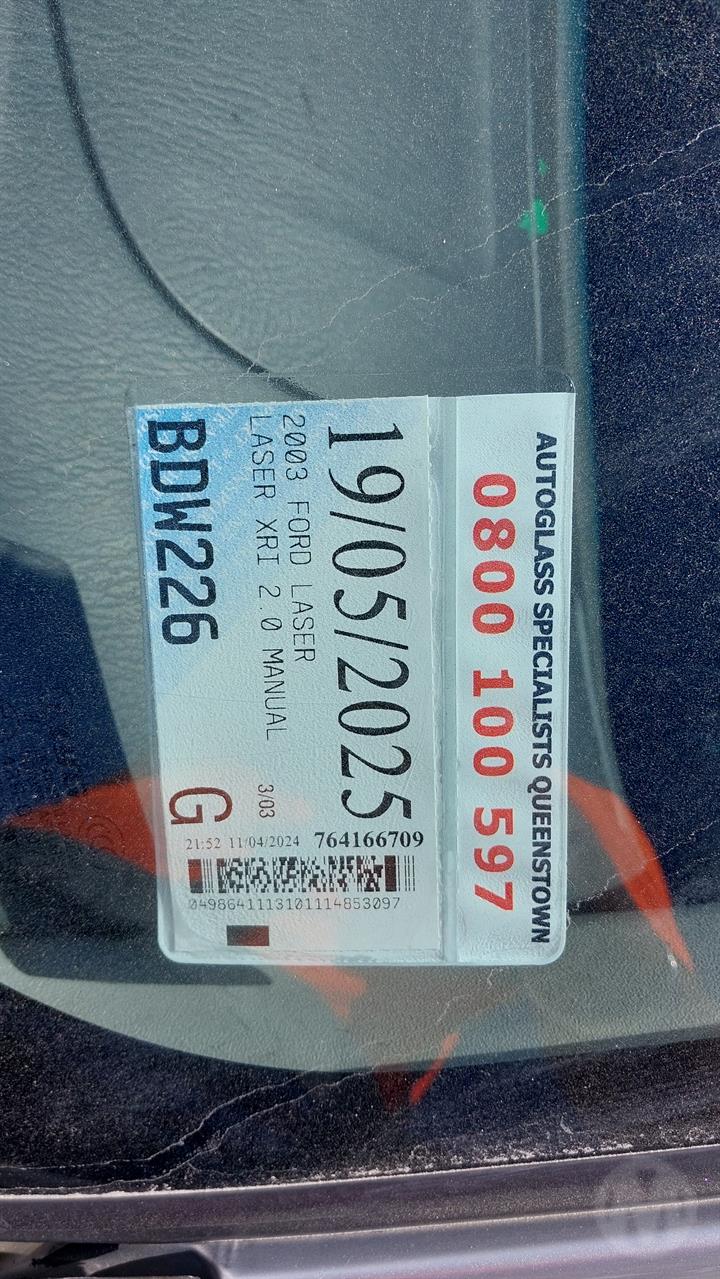 AUTOGLASS SPECIALISTS QUEENSTOWN
0800 100 597
19/05/2025
2003 FORD LASER
LASER XRI 2.0 MANUAL
3/03
BDW226
G
21:52 11/04/2024 764166709
0498641113101114853097